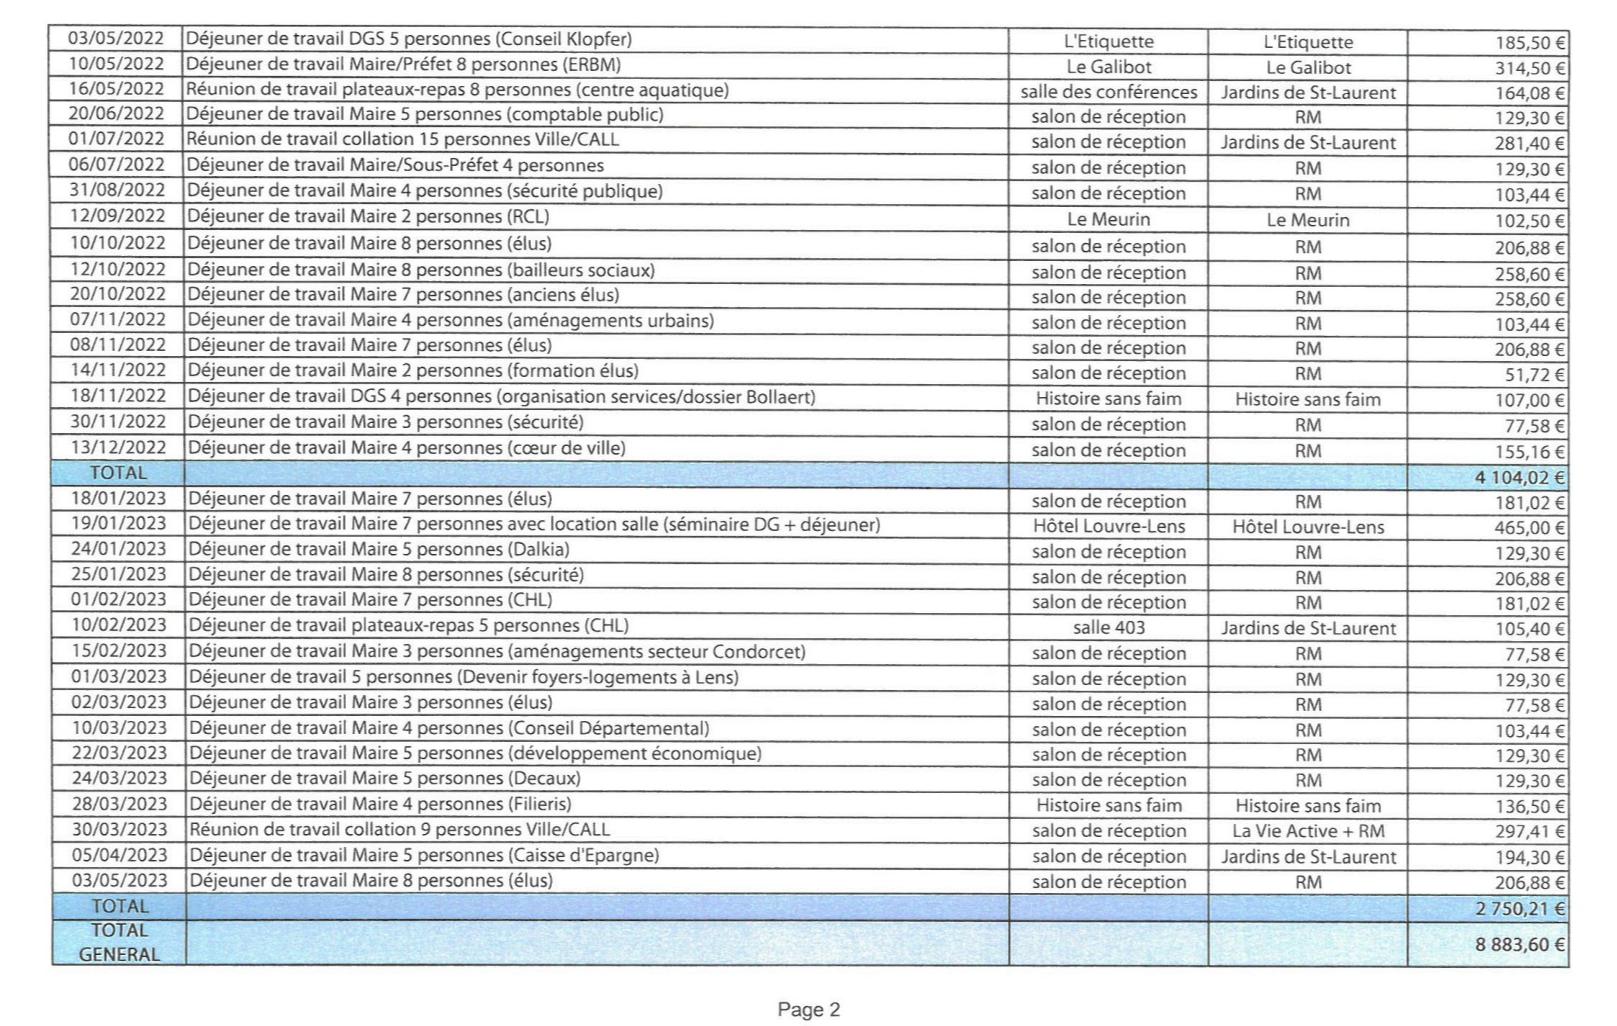 03/05/2022 Déjeuner de travail DGS 5 personnes (Conseil Klopfer) L'Etiquette L'Etiquette 185,50 €
10/05/2022 Déjeuner de travail Maire/Préfet 8 personnes (ERBM) Le Galibot Le Galibot 314,50 €
16/05/2022 Réunion de travail plateaux-repas 8 personnes (centre aquatique) salle des conférences Jardins de St-Laurent 164,08 €
20/06/2022 Déjeuner de travail Maire 5 personnes (comptable public) salon de réception RM 129,30 €
01/07/2022 Réunion de travail collation 15 personnes Ville/CALL salon de réception Jardins de St-Laurent 281,40 €
06/07/2022 Déjeuner de travail Maire/Sous-Préfet 4 personnes salon de réception RM 129,30 €
31/08/2022 Déjeuner de travail Maire 4 personnes (sécurité publique) salon de réception RM 103,44 €
12/09/2022 Déjeuner de travail Maire 2 personnes (RCL) Le Meurin Le Meurin 102,50 €
10/10/2022 Déjeuner de travail Maire 8 personnes (élus) salon de réception RM 206,88 €
12/10/2022 Déjeuner de travail Maire 8 personnes (bailleurs sociaux) salon de réception RM 258,60 €
20/10/2022 Déjeuner de travail Maire 7 personnes (anciens élus) salon de réception RM 258,60 €
07/11/2022 Déjeuner de travail Maire 4 personnes (aménagements urbains) salon de réception RM 103,44 €
08/11/2022 Déjeuner de travail Maire 7 personnes (élus) salon de réception RM 206,88 €
14/11/2022 Déjeuner de travail Maire 2 personnes (formation élus) salon de réception RM 51,72 €
18/11/2022 Déjeuner de travail DGS 4 personnes (organisation services/dossier Bollaert) Histoire sans faim Histoire sans faim 107,00 €
30/11/2022 Déjeuner de travail Maire 3 personnes (sécurité) salon de réception RM 77,58 €
13/12/2022 Déjeuner de travail Maire 4 personnes (cœur de ville) salon de réception RM 155,16 €
TOTAL 4 104,02 €
18/01/2023 Déjeuner de travail Maire 7 personnes (élus) salon de réception RM 181,02 €
19/01/2023 Déjeuner de travail Maire 7 personnes avec location salle (séminaire DG + déjeuner) Hôtel Louvre-Lens Hôtel Louvre-Lens 465,00 €
24/01/2023 Déjeuner de travail Maire 5 personnes (Dalkia) salon de réception RM 129,30 €
25/01/2023 Déjeuner de travail Maire 8 personnes (sécurité) salon de réception RM 206,88 €
01/02/2023 Déjeuner de travail Maire 7 personnes (CHL) salon de réception RM 181,02 €
10/02/2023 Déjeuner de travail plateaux-repas 5 personnes (CHL) salle 403 Jardins de St-Laurent 105,40 €
15/02/2023 Déjeuner de travail Maire 3 personnes (aménagements secteur Condorcet) salon de réception RM 77,58 €
01/03/2023 Déjeuner de travail 5 personnes (Devenir foyers-logements à Lens) salon de réception RM 129,30 €
02/03/2023 Déjeuner de travail Maire 3 personnes (élus) salon de réception RM 77,58 €
10/03/2023 Déjeuner de travail Maire 4 personnes (Conseil Départemental) salon de réception RM 103,44 €
22/03/2023 Déjeuner de travail Maire 5 personnes (développement économique) salon de réception RM 129,30 €
24/03/2023 Déjeuner de travail Maire 5 personnes (Decaux) salon de réception RM 129,30 €
28/03/2023 Déjeuner de travail Maire 4 personnes (Filieris) Histoire sans faim Histoire sans faim 136,50 €
30/03/2023 Réunion de travail collation 9 personnes Ville/CALL salon de réception La Vie Active + RM 297,41 €
05/04/2023 Déjeuner de travail Maire 5 personnes (Caisse d'Epargne) salon de réception Jardins de St-Laurent 194,30 €
03/05/2023 Déjeuner de travail Maire 8 personnes (élus) salon de réception RM 206,88 €
TOTAL 2 750,21 €
TOTAL
GENERAL 8 883,60 €
Page 2